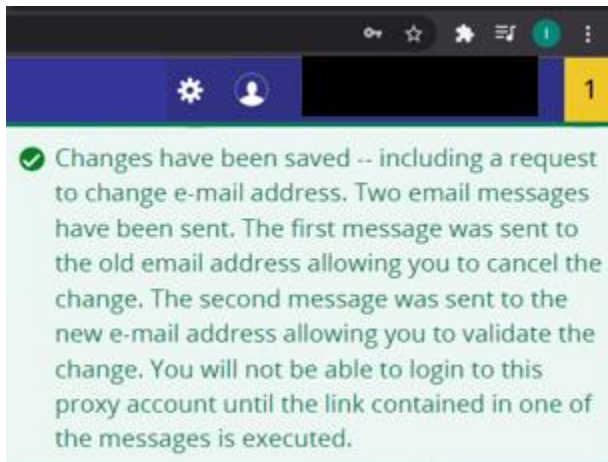 1
Changes have been saved -- including a request
to change e-mail address. Two email messages
have been sent. The first message was sent to
the old email address allowing you to cancel the
change. The second message was sent to the
new e-mail address allowing you to validate the
change. You will not be able to login to this
proxy account until the link contained in one of
the messages is executed.